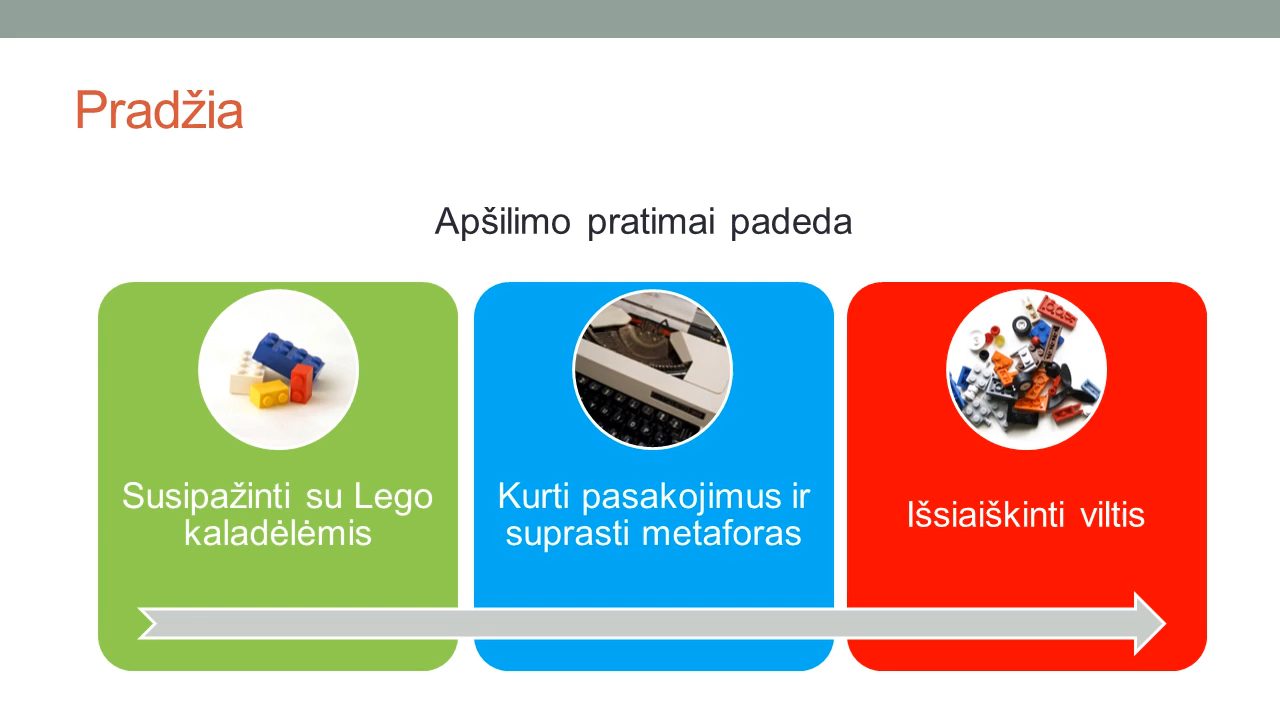 Pradžia
Apšilimo pratimai padeda
Susipažinti su Lego
kaladėlėmis
Kurti pasakojimus ir
suprasti metaforas
Išsiaiškinti viltis